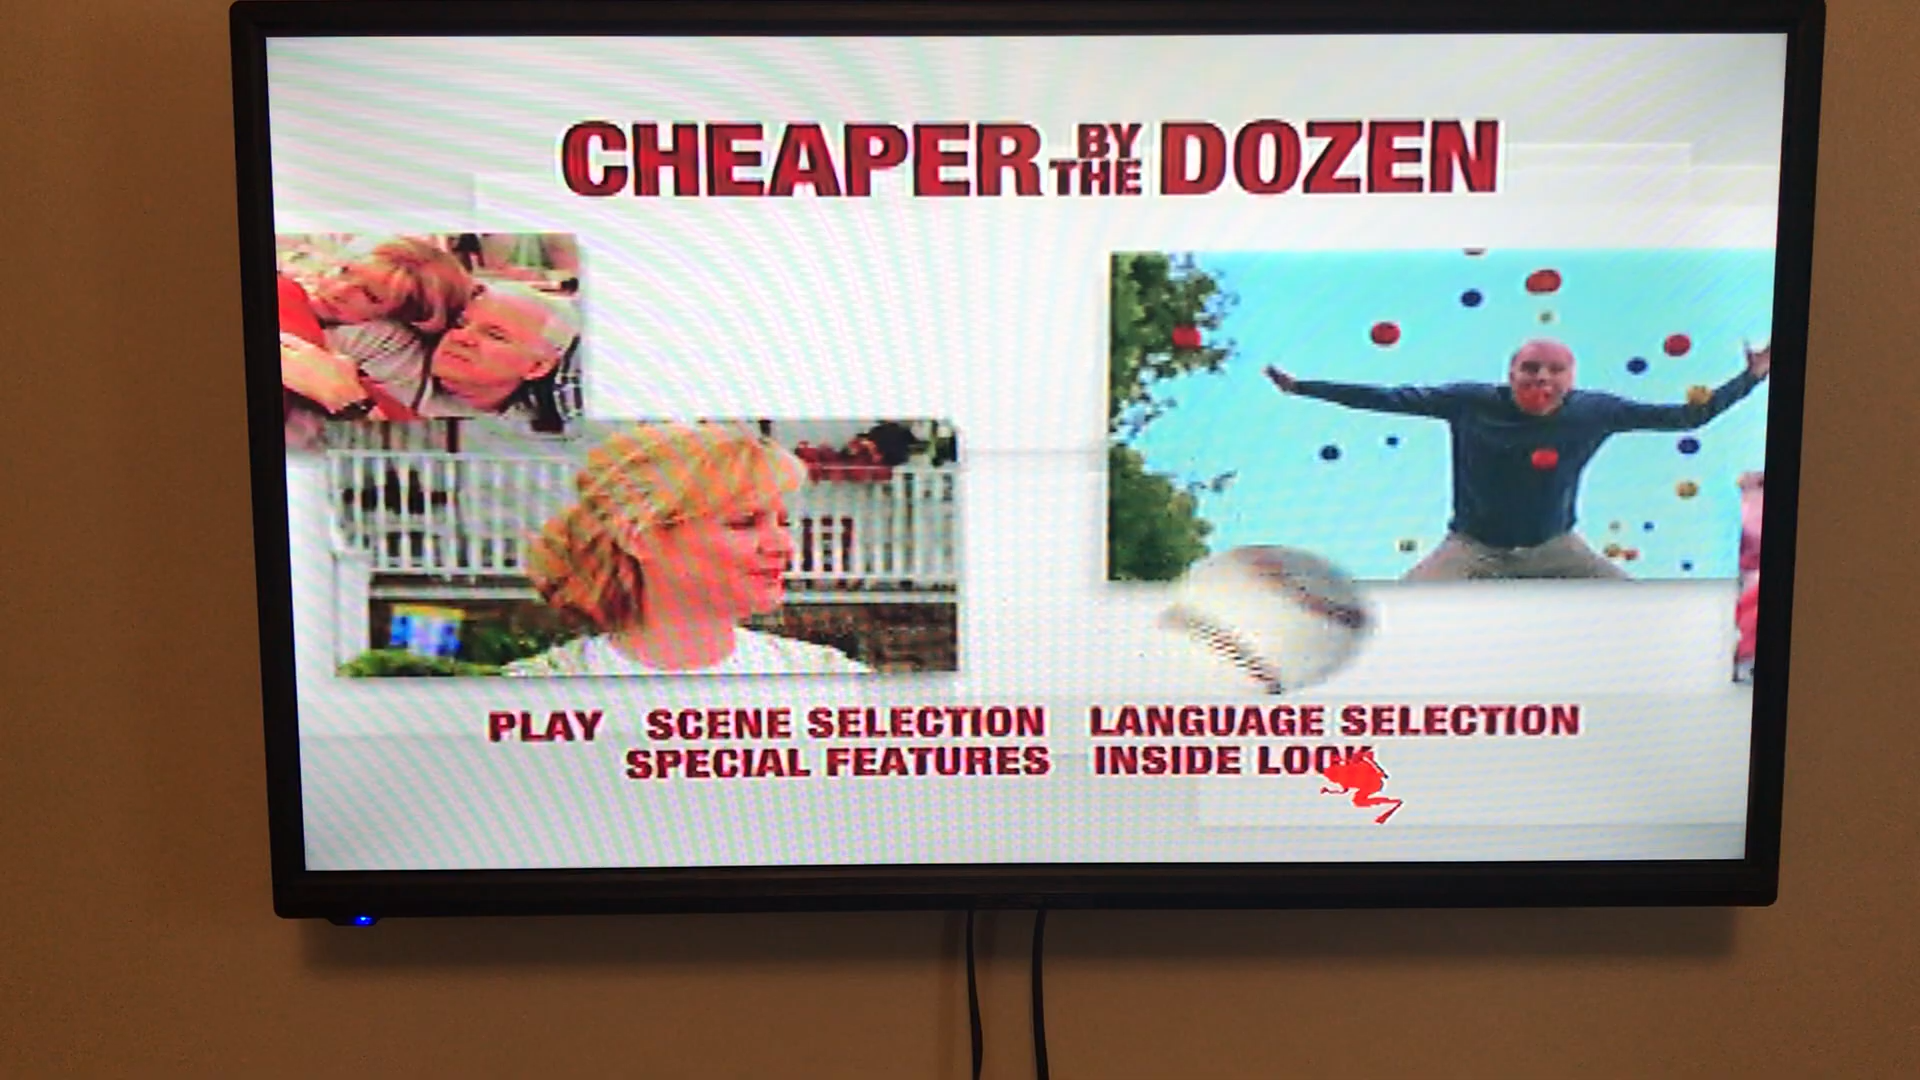 CHEAPER BY THE DOZEN
PLAY SCENE SELECTION LANGUAGE SELECTION
SPECIAL FEATURES INSIDE LOOK